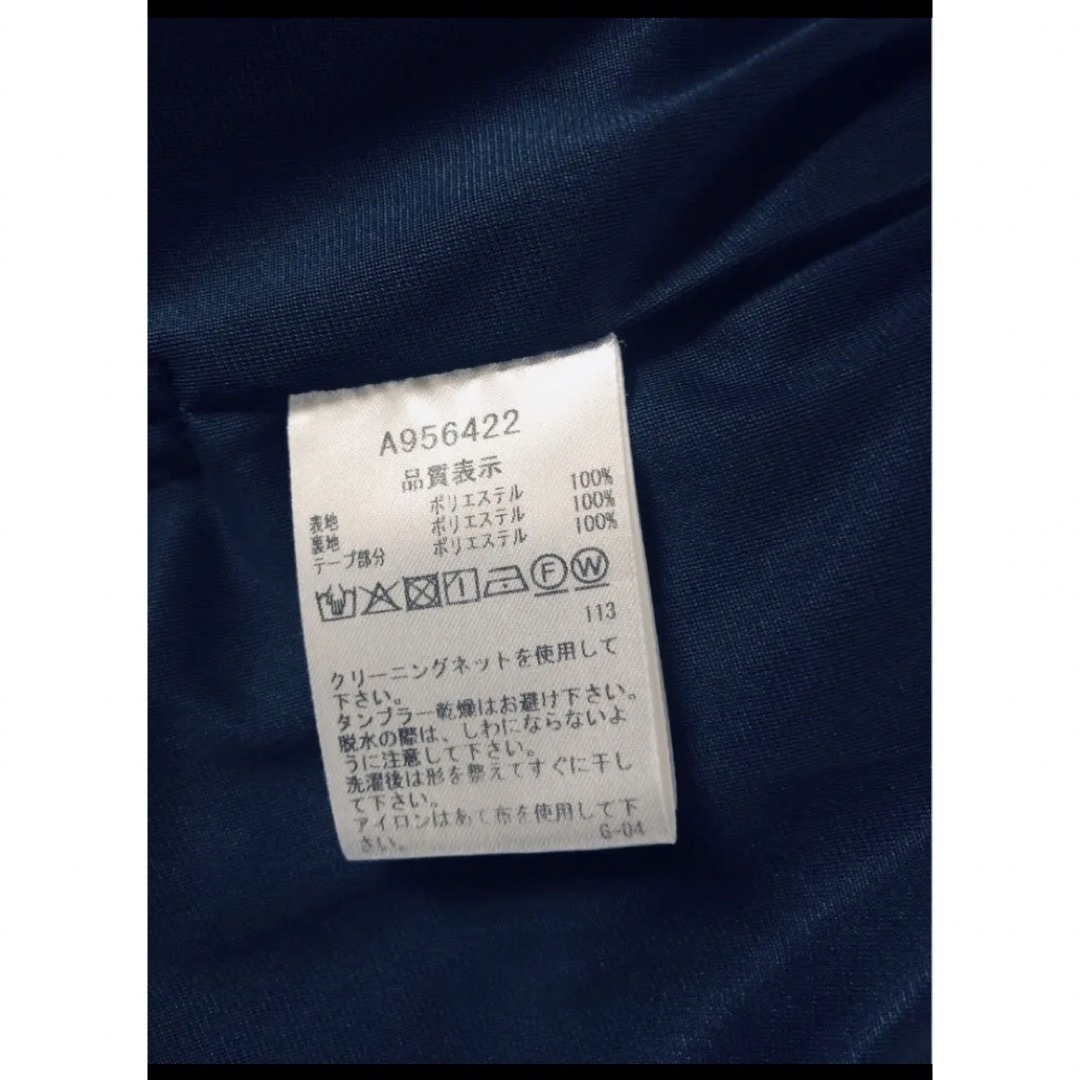 A956422
品質表示
表地 ポリエステル 100%
裏地 ポリエステル 100%
テープ部分 ポリエステル 100%
F W
113
クリーニングネットを使用して
下さい。
タンブラー乾燥はお避け下さい。
脱水の際は、しわにならないよ
うに注意して下さい。
洗濯後は形を整えてすぐに干し
て下さい。
アイロンはあて布を使用して下
さい。
G-04